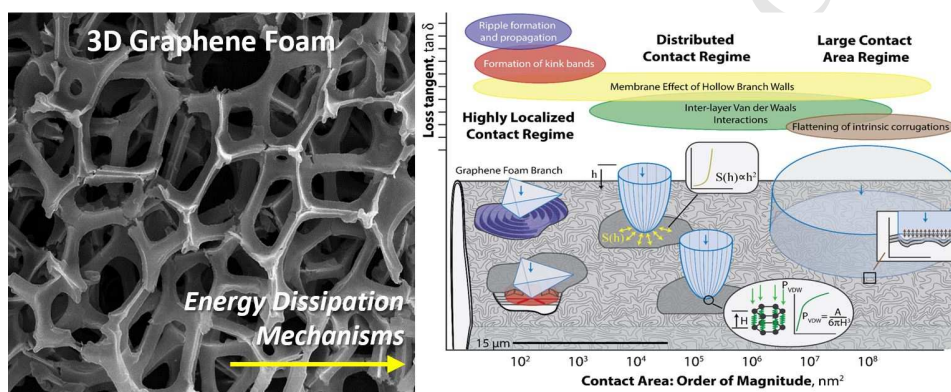 3D Graphene Foam
Energy Dissipation
Mechanisms
Loss tangent, tan δ
Ripple formation
and propagation
Formation of kink bands
Distributed
Contact Regime
Large Contact
Area Regime
Membrane Effect of Hollow Branch Walls
Inter-layer Van der Waals
Interactions
Flattening of intrinsic corrugations
Highly Localized
Contact Regime
Graphene Foam Branch
h
S(h)∝h²
S(h)
P_VDW
H
P_VDW = A
6πH³
15 μm
10² 10³ 10⁴ 10⁵ 10⁶ 10⁷ 10⁸
Contact Area: Order of Magnitude, nm²